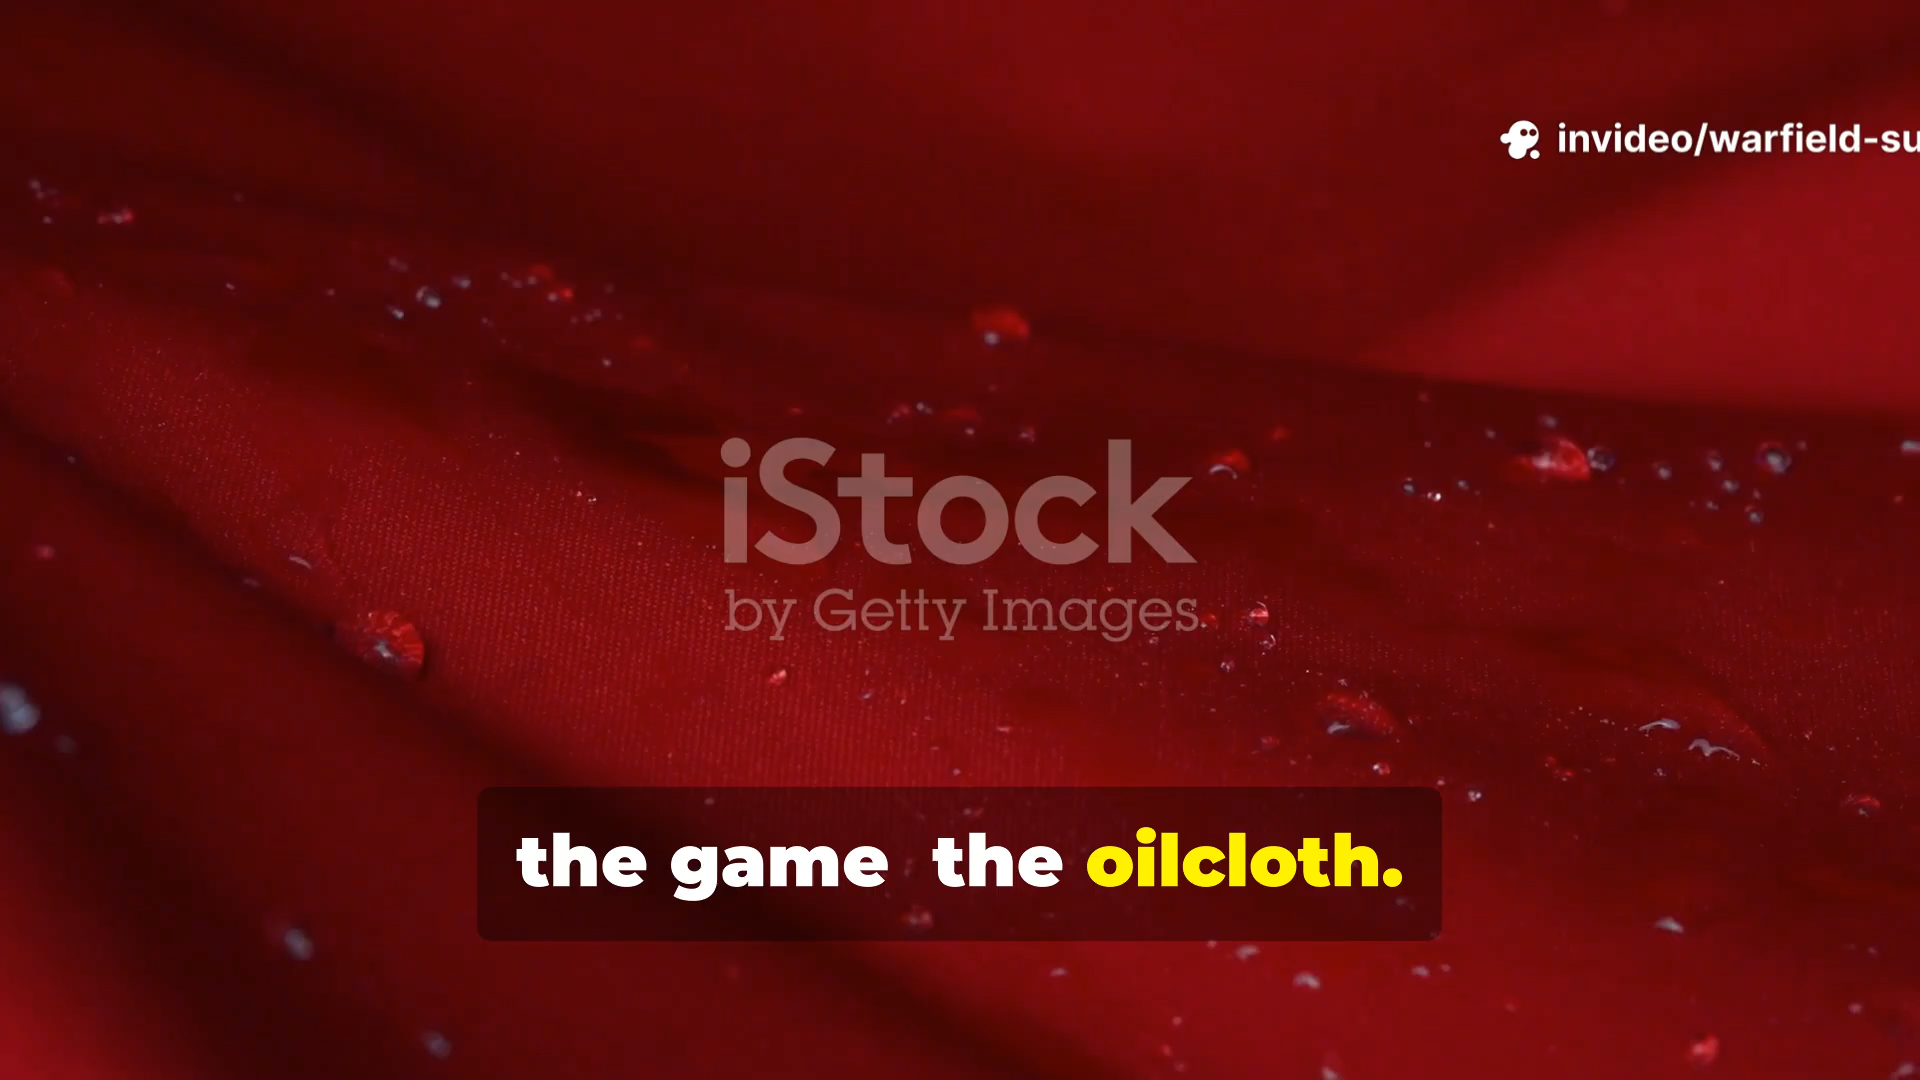 invideo/warfield-su
iStock
by Getty Images
the game  the oilcloth.